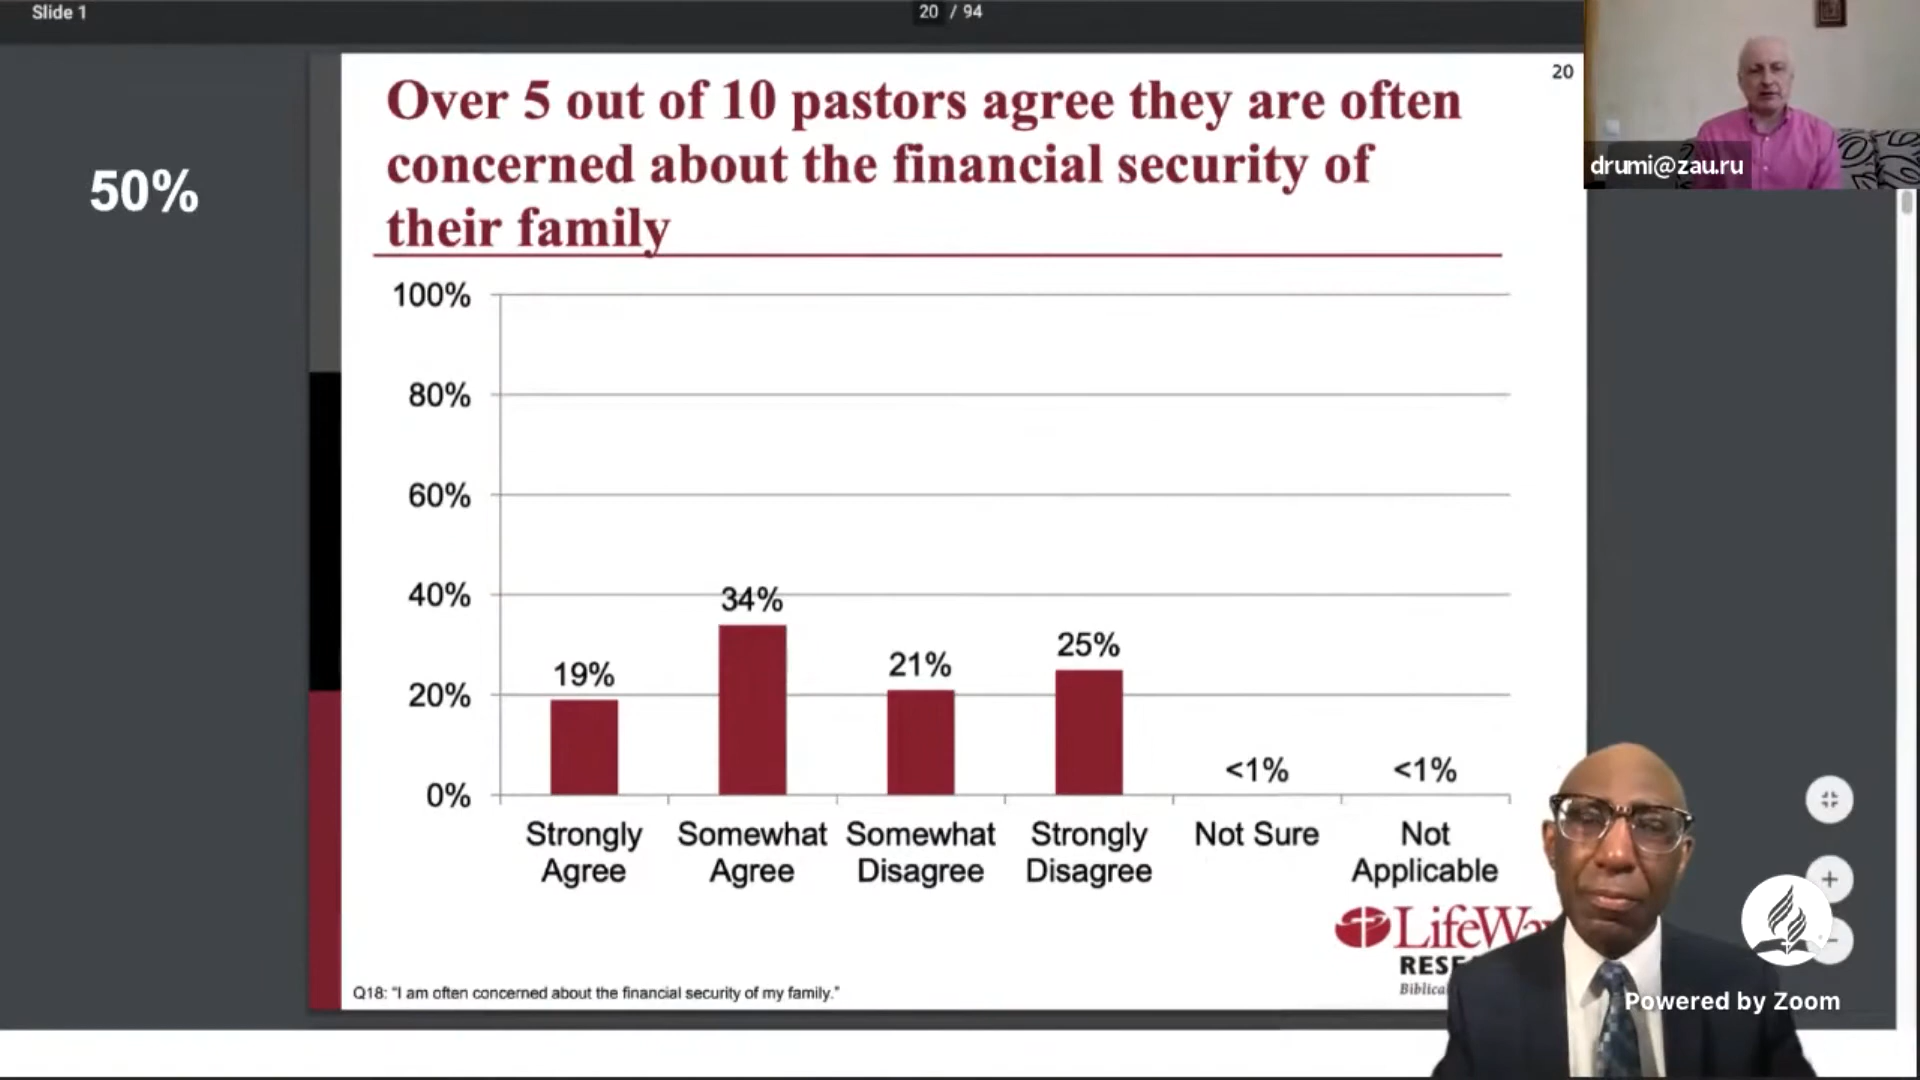 Slide 1
20 / 94
20
Over 5 out of 10 pastors agree they are often
concerned about the financial security of
their family
50%
drumi@zau.ru
100%
80%
60%
40%
20%
0%
19%
34%
21%
25%
<1%
<1%
Strongly
Agree
Somewhat
Agree
Somewhat
Disagree
Strongly
Disagree
Not Sure
Not
Applicable
Q18: "I am often concerned about the financial security of my family."
Powered by Zoom